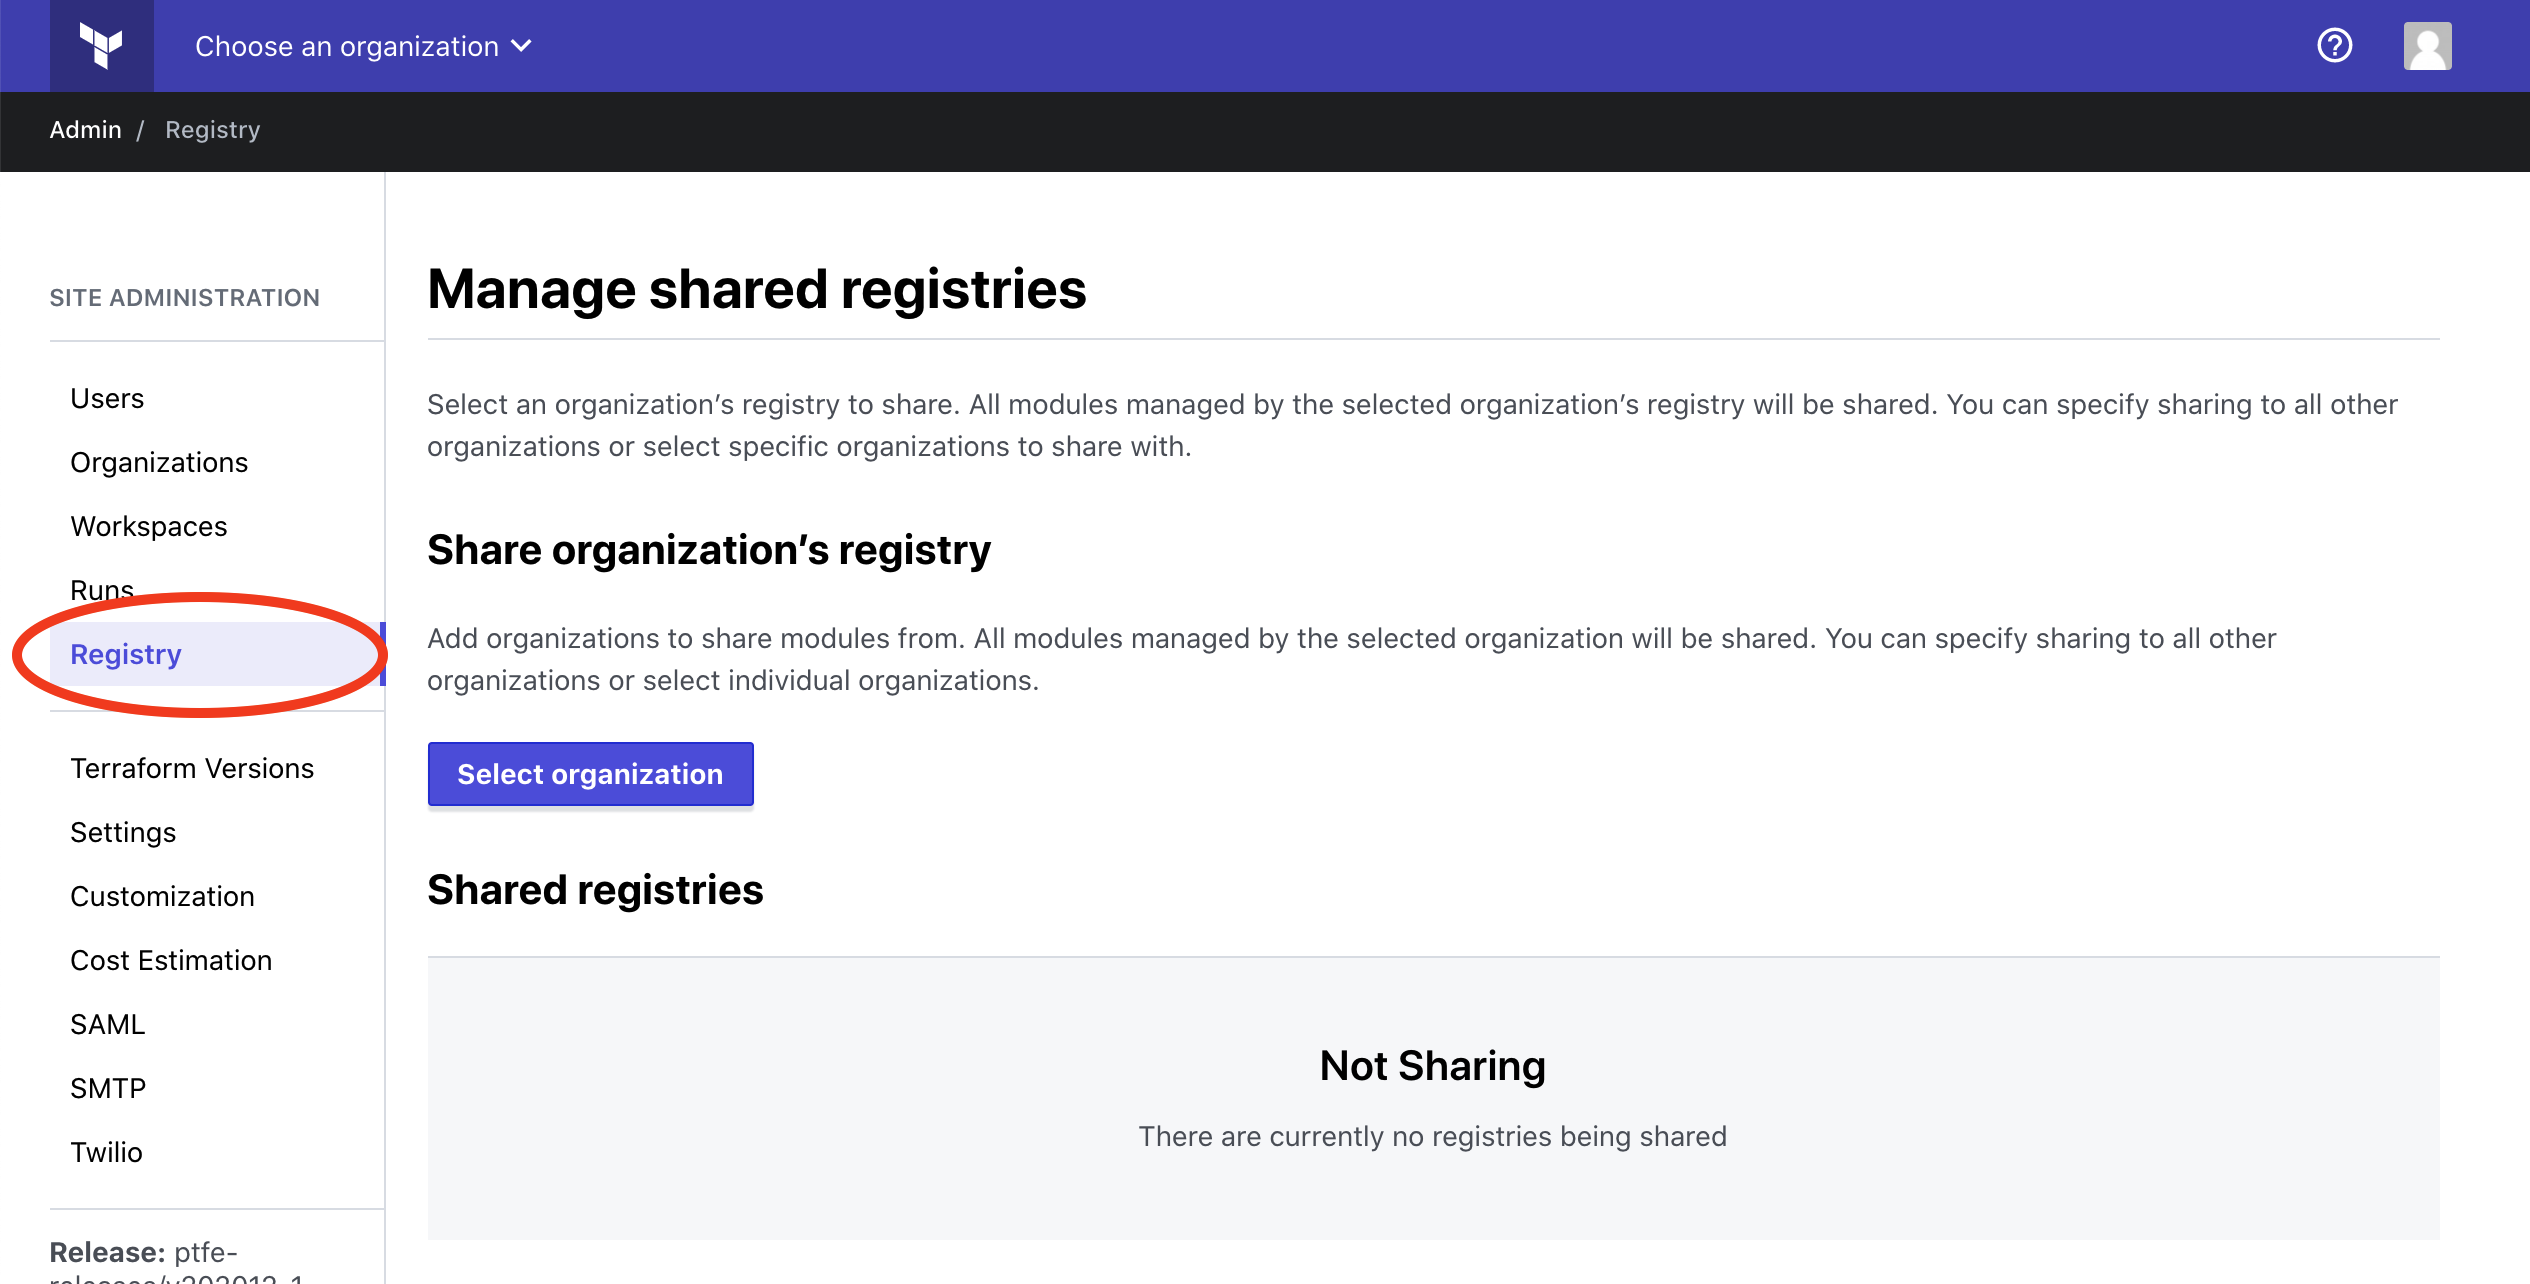 Choose an organization
Admin / Registry
SITE ADMINISTRATION
Users
Organizations
Workspaces
Runs
Registry
Terraform Versions
Settings
Customization
Cost Estimation
SAML
SMTP
Twilio
Release: ptfe-
releases/v202012-1
Manage shared registries
Select an organization’s registry to share. All modules managed by the selected organization’s registry will be shared. You can specify sharing to all other
organizations or select specific organizations to share with.
Share organization’s registry
Add organizations to share modules from. All modules managed by the selected organization will be shared. You can specify sharing to all other
organizations or select individual organizations.
Select organization
Shared registries
Not Sharing
There are currently no registries being shared